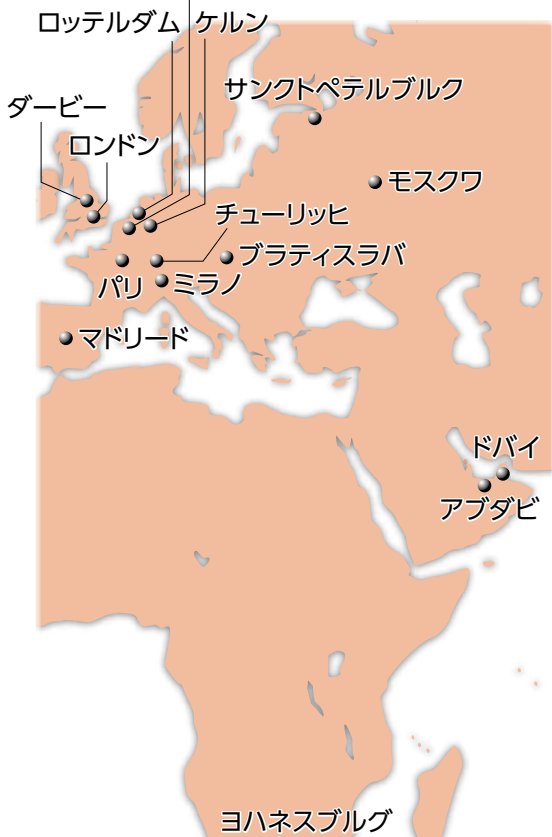 ロッテルダム
ケルン
サンクトペテルブルク
ダービー
ロンドン
モスクワ
チューリッヒ
ブラティスラバ
パリ
ミラノ
マドリード
ドバイ
アブダビ
ヨハネスブルグ